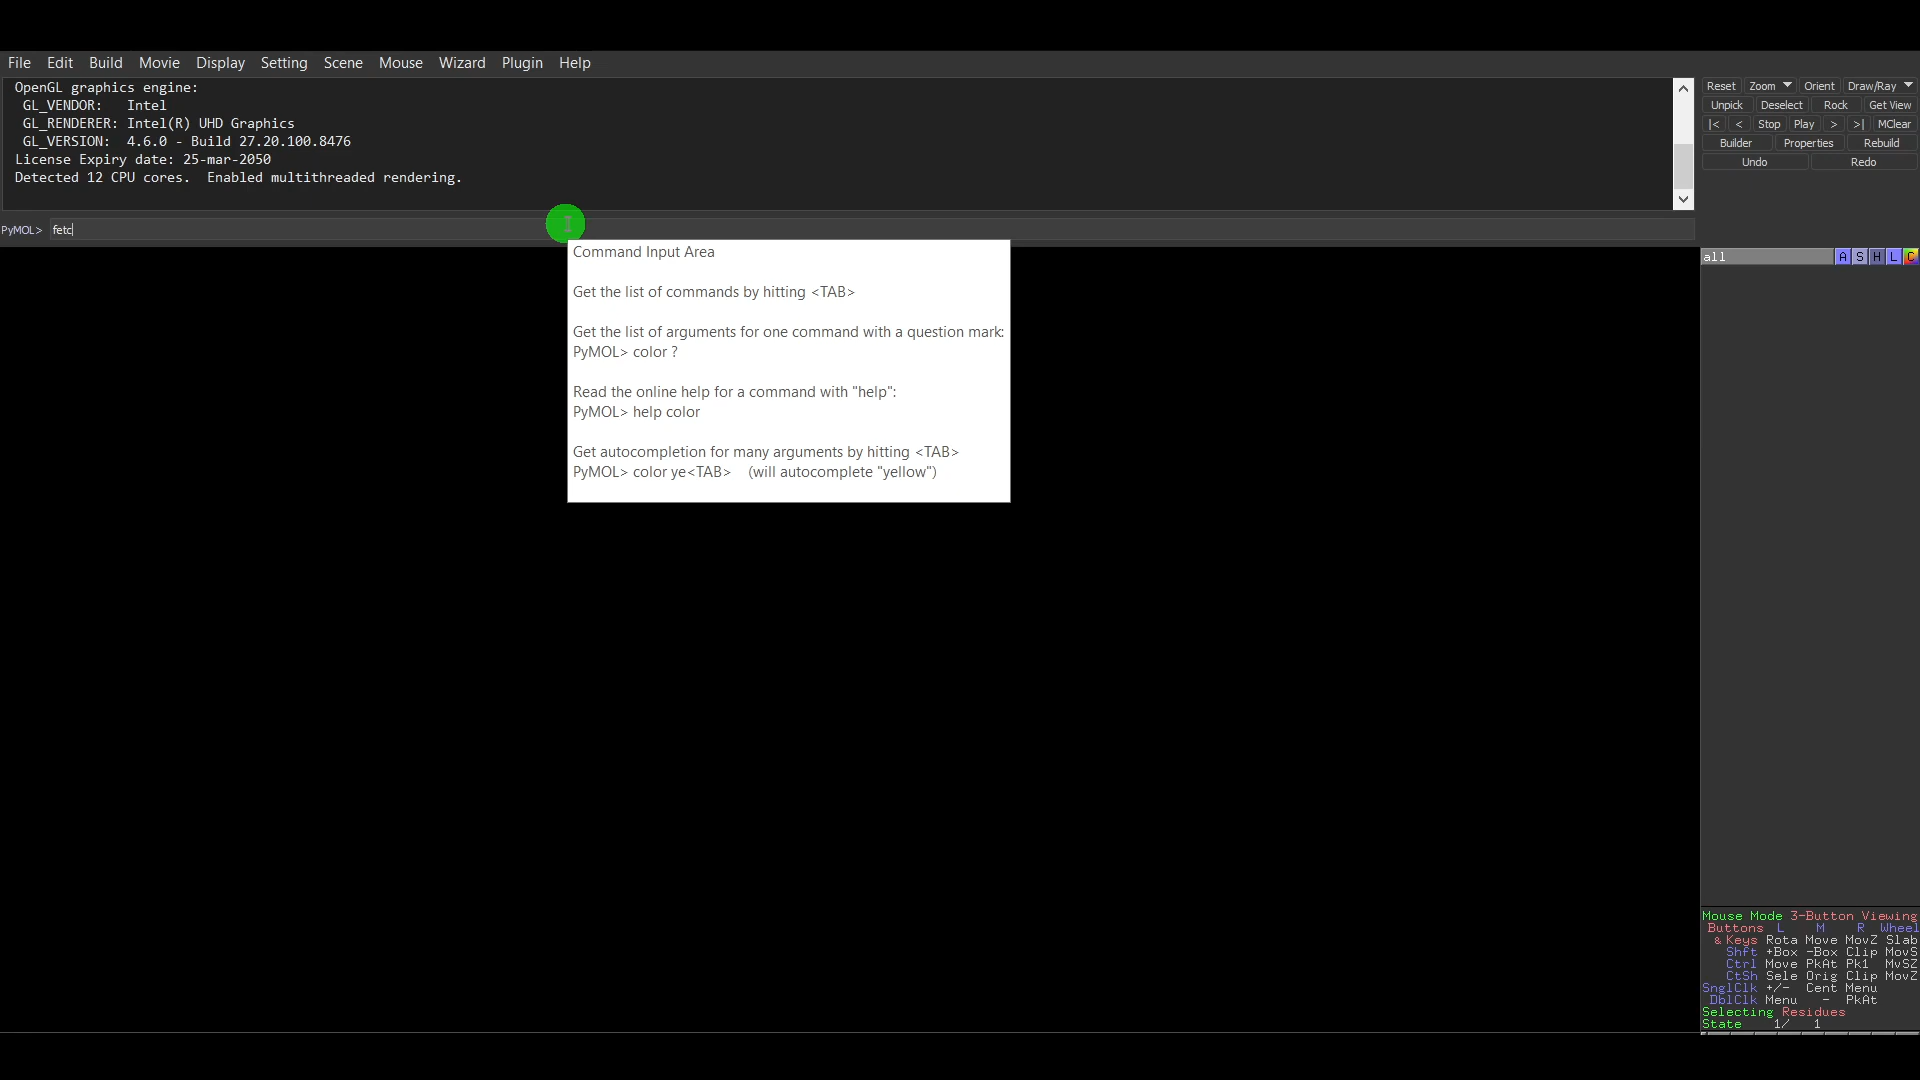 File Edit Build Movie Display Setting Scene Mouse Wizard Plugin Help
OpenGL graphics engine:
GL_VENDOR: Intel
GL_RENDERER: Intel(R) UHD Graphics
GL_VERSION: 4.6.0 - Build 27.20.100.8476
License Expiry date: 25-mar-2050
Detected 12 CPU cores. Enabled multithreaded rendering.
PyMOL> fetc
Command Input Area
Get the list of commands by hitting <TAB>
Get the list of arguments for one command with a question mark:
PyMOL> color ?
Read the online help for a command with "help":
PyMOL> help color
Get autocompletion for many arguments by hitting <TAB>
PyMOL> color ye<TAB> (will autocomplete "yellow")
Reset Zoom Orient Draw/Ray
Unpick Deselect Rock Get View
|< < Stop Play > >| MClear
Builder Properties Rebuild
Undo Redo
all A S H L C
Mouse Mode 3-Button Viewing
Buttons L M R Wheel
& Keys Rota Move MovZ Slab
Shft +Box -Box Clip MovS
Ctrl Move PkAt Pk1 MvSZ
CtSh Sele Orig Clip MovZ
SnglClk +/- Cent Menu
DblClk Menu - PkAt
Selecting Residues
State 1/ 1